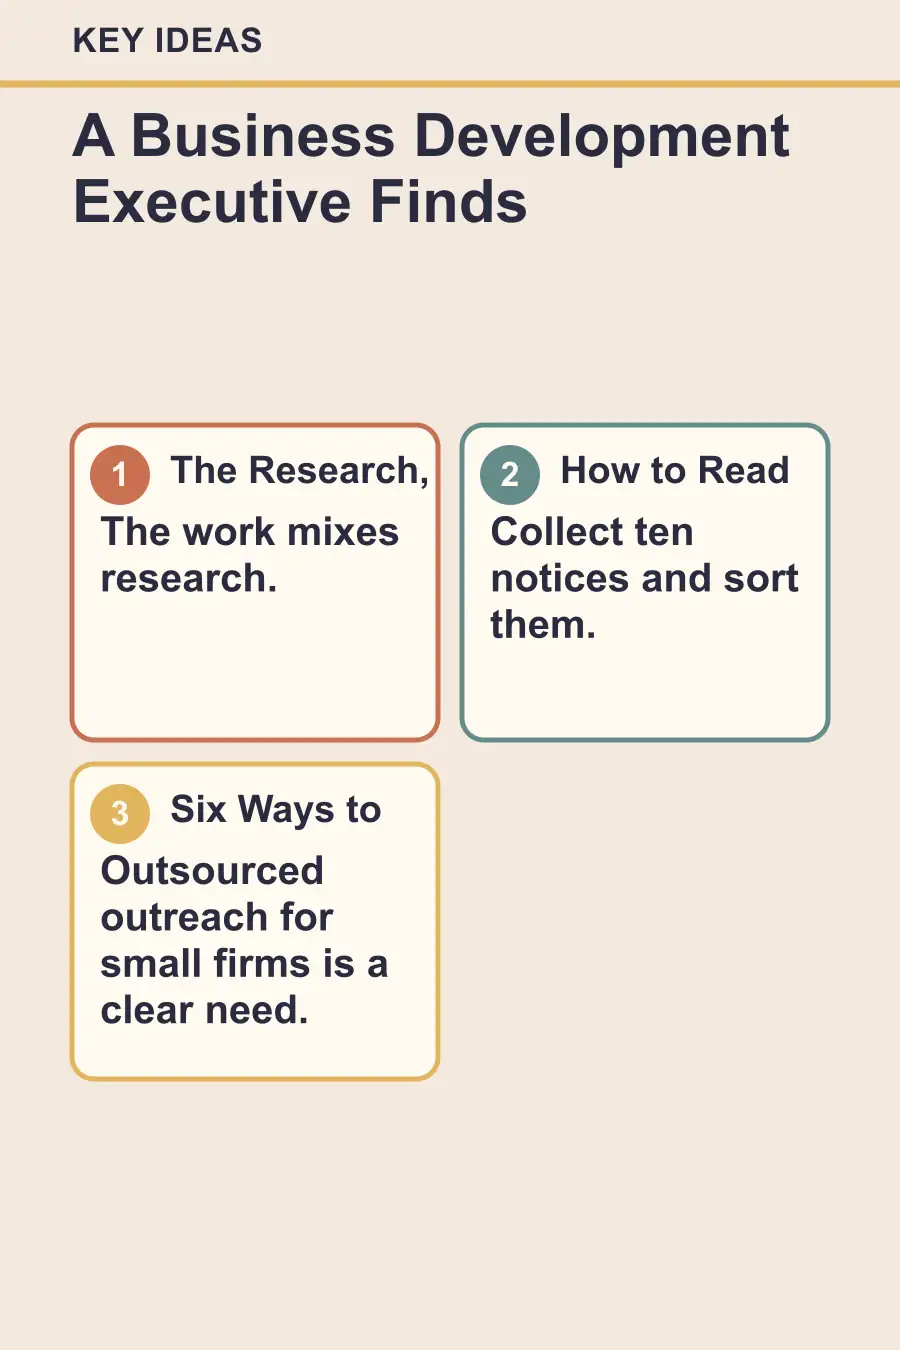 KEY IDEAS
A Business Development
Executive Finds
1 The Research,
The work mixes
research.
2 How to Read
Collect ten
notices and sort
them.
3 Six Ways to
Outsourced
outreach for
small firms is a
clear need.